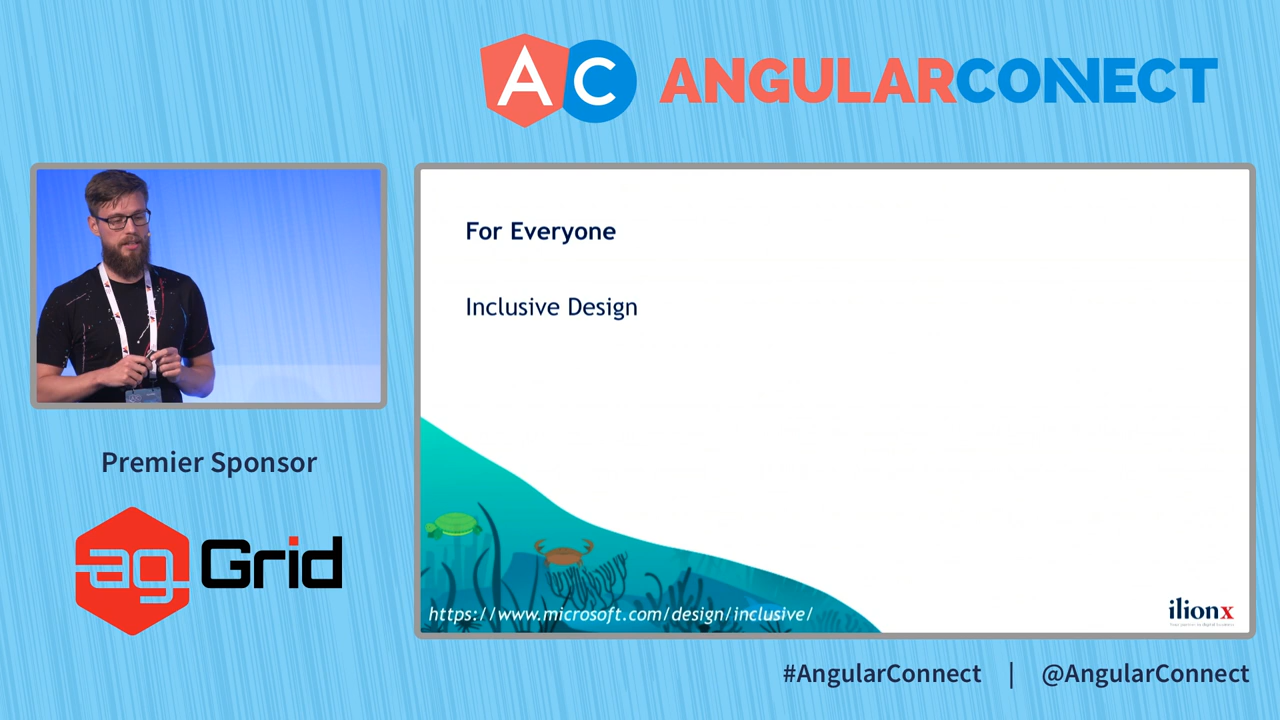 AC ANGULARCONNECT
For Everyone
Inclusive Design
https://www.microsoft.com/design/inclusive/
ilionx
Premier Sponsor
ag Grid
#AngularConnect | @AngularConnect